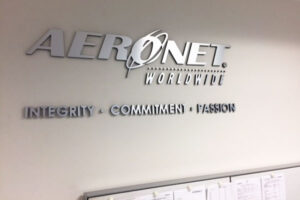 AERONET®
WORLDWIDE
INTEGRITY · COMMITMENT · PASSION